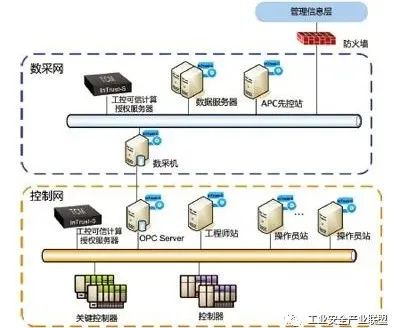 管理信息层
防火墙
数采网
TCM
InTrust-S
工控可信计算
授权服务器
数据服务器
APC先控站
数采机
控制网
TCM
InTrust-S
工控可信计算
授权服务器
OPC Server
工程师站
操作员站
...
操作员站
关键控制器
控制器
工业安全产业联盟